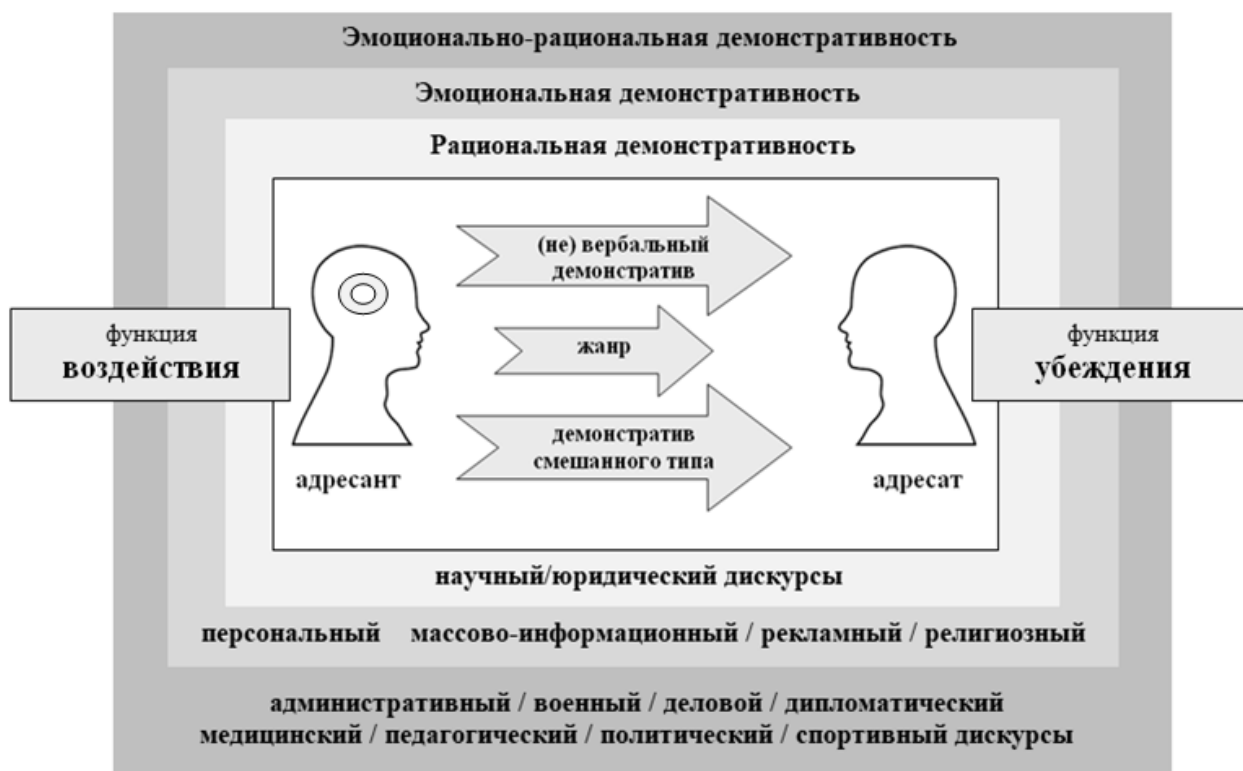 Эмоционально-рациональная демонстративность
Эмоциональная демонстративность
Рациональная демонстративность
(не) вербальный
демонстратив
функция
воздействия
жанр
функция
убеждения
демонстратив
смешанного типа
адресант
адресат
научный/юридический дискурсы
персональный массово-информационный / рекламный / религиозный
административный / военный / деловой / дипломатический
медицинский / педагогический / политический / спортивный дискурсы